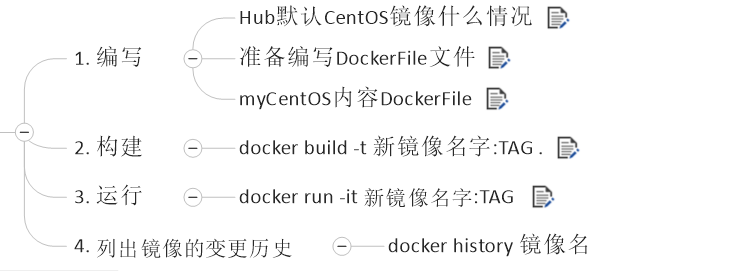 Hub默认CentOS镜像什么情况
1. 编写
准备编写DockerFile文件
myCentOS内容DockerFile
2. 构建
docker build -t 新镜像名字:TAG .
3. 运行
docker run -it 新镜像名字:TAG
4. 列出镜像的变更历史
docker history 镜像名